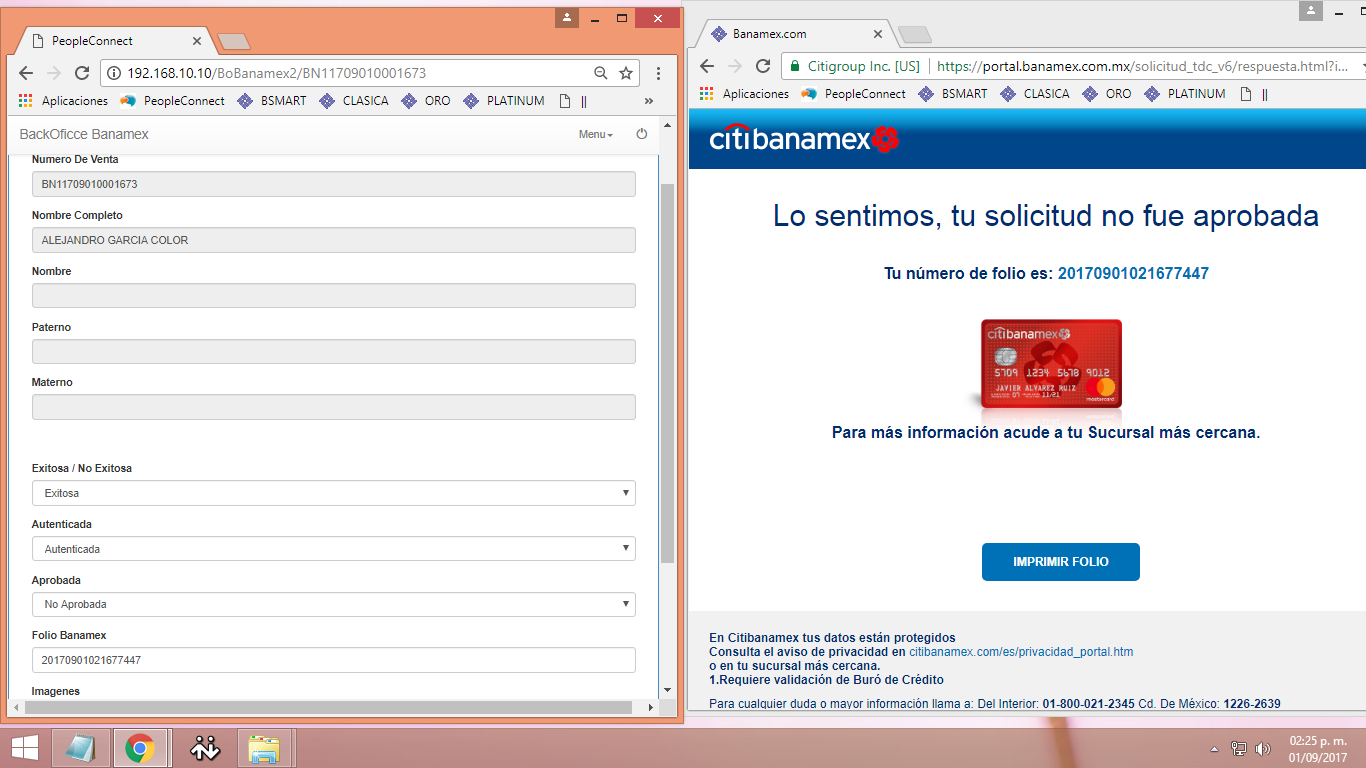 PeopleConnect
192.168.10.10/BoBanamex2/BN11709010001673
Aplicaciones PeopleConnect BSMART CLASICA ORO PLATINUM || »
BackOficce Banamex Menu
Numero De Venta
BN11709010001673
Nombre Completo
ALEJANDRO GARCIA COLOR
Nombre
Paterno
Materno
Exitosa / No Exitosa
Exitosa
Autenticada
Autenticada
Aprobada
No Aprobada
Folio Banamex
20170901021677447
Imagenes
Banamex.com
Citigroup Inc. [US] https://portal.banamex.com.mx/solicitud_tdc_v6/respuesta.html?i...
Aplicaciones PeopleConnect BSMART CLASICA ORO PLATINUM ||
citibanamex
Lo sentimos, tu solicitud no fue aprobada
Tu número de folio es: 20170901021677447
citibanamex
5709 1234 5678 9012
11/21
JAVIER ALVAREZ RUIZ
mastercard
Para más información acude a tu Sucursal más cercana.
IMPRIMIR FOLIO
En Citibanamex tus datos están protegidos
Consulta el aviso de privacidad en citibanamex.com/es/privacidad_portal.htm
o en tu sucursal más cercana.
1.Requiere validación de Buró de Crédito
Para cualquier duda o mayor información llama a: Del Interior: 01-800-021-2345 Cd. De México: 1226-2639
02:25 p. m.
01/09/2017